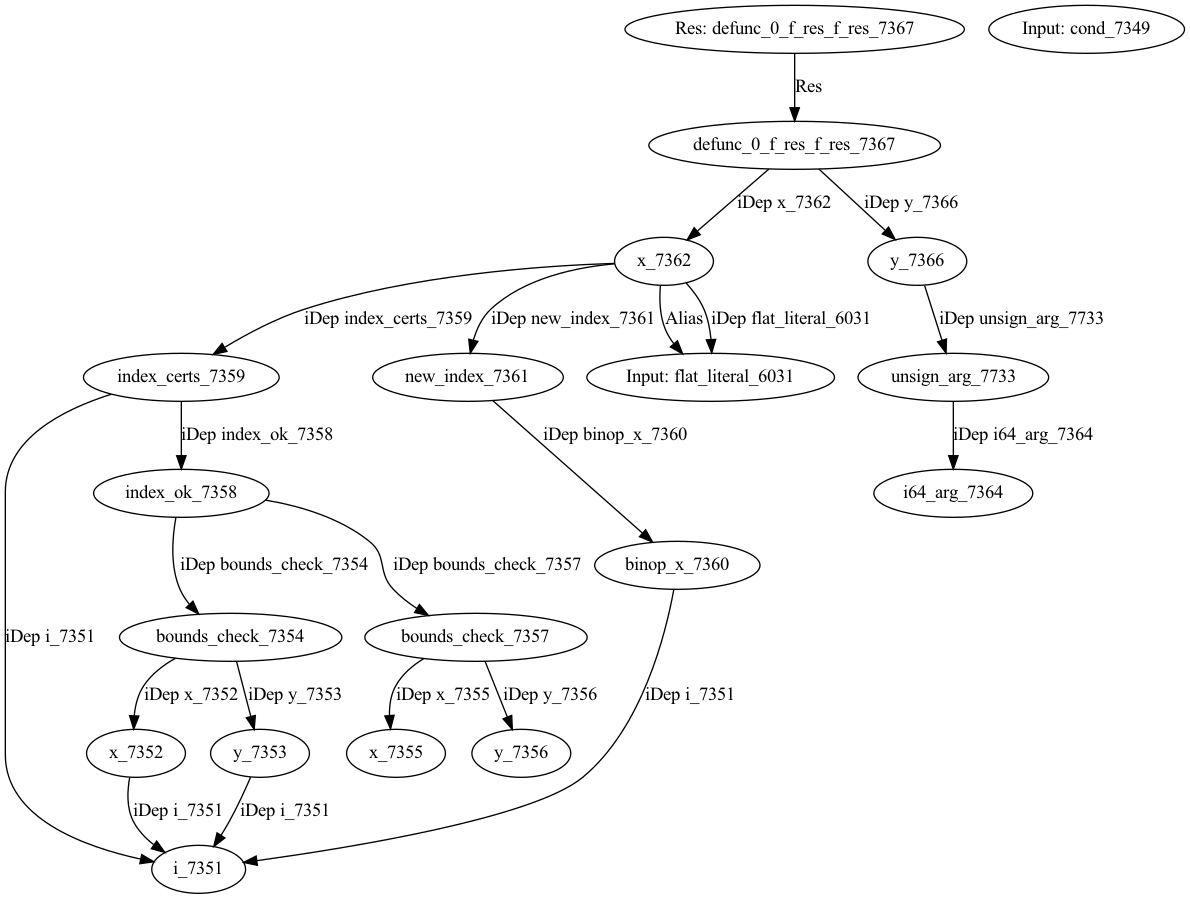 Res: defunc_0_f_res_f_res_7367
Input: cond_7349
Res
defunc_0_f_res_f_res_7367
iDep x_7362
iDep y_7366
x_7362
y_7366
iDep index_certs_7359
iDep new_index_7361
Alias
iDep flat_literal_6031
iDep unsign_arg_7733
index_certs_7359
new_index_7361
Input: flat_literal_6031
unsign_arg_7733
iDep index_ok_7358
iDep binop_x_7360
iDep i64_arg_7364
index_ok_7358
i64_arg_7364
iDep bounds_check_7354
iDep bounds_check_7357
binop_x_7360
iDep i_7351
bounds_check_7354
bounds_check_7357
iDep x_7352
iDep y_7353
iDep x_7355
iDep y_7356
iDep i_7351
x_7352
y_7353
x_7355
y_7356
iDep i_7351
iDep i_7351
i_7351